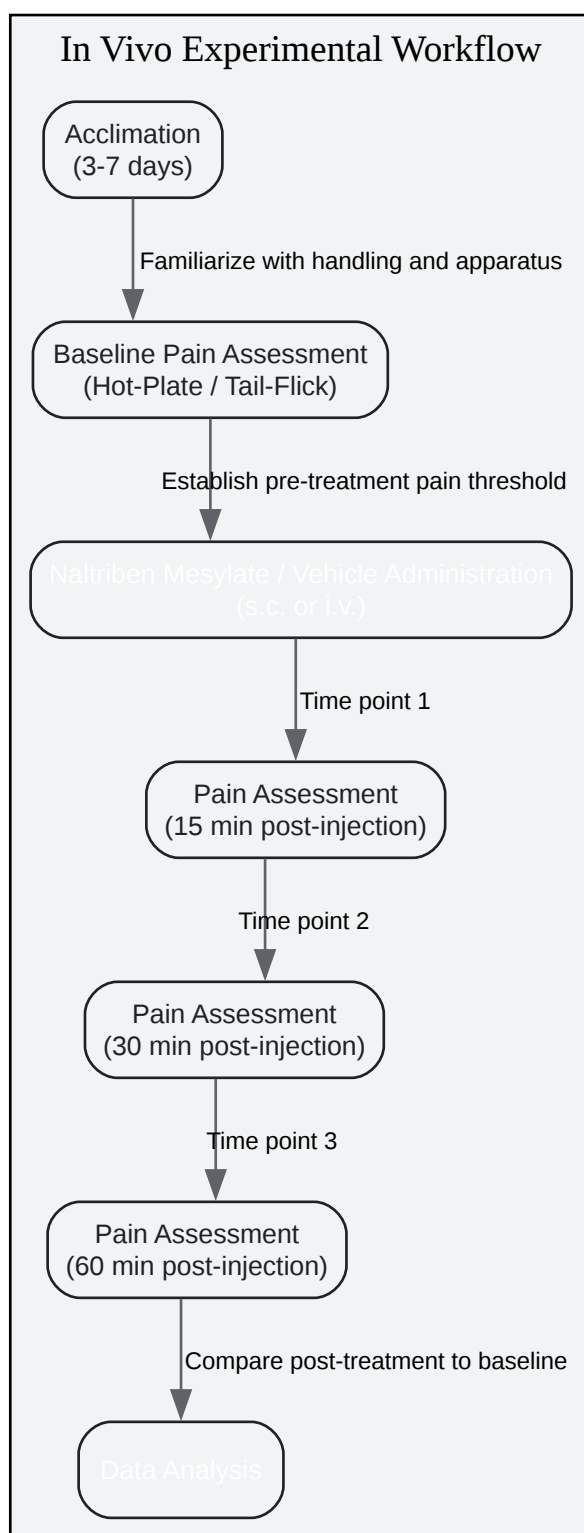 In Vivo Experimental Workflow
Acclimation
(3-7 days)
Familiarize with handling and apparatus
Baseline Pain Assessment
(Hot-Plate / Tail-Flick)
Establish pre-treatment pain threshold
Naltriben Mesylate / Vehicle Administration
(s.c. or i.v.)
Time point 1
Pain Assessment
(15 min post-injection)
Time point 2
Pain Assessment
(30 min post-injection)
Time point 3
Pain Assessment
(60 min post-injection)
Compare post-treatment to baseline
Data Analysis